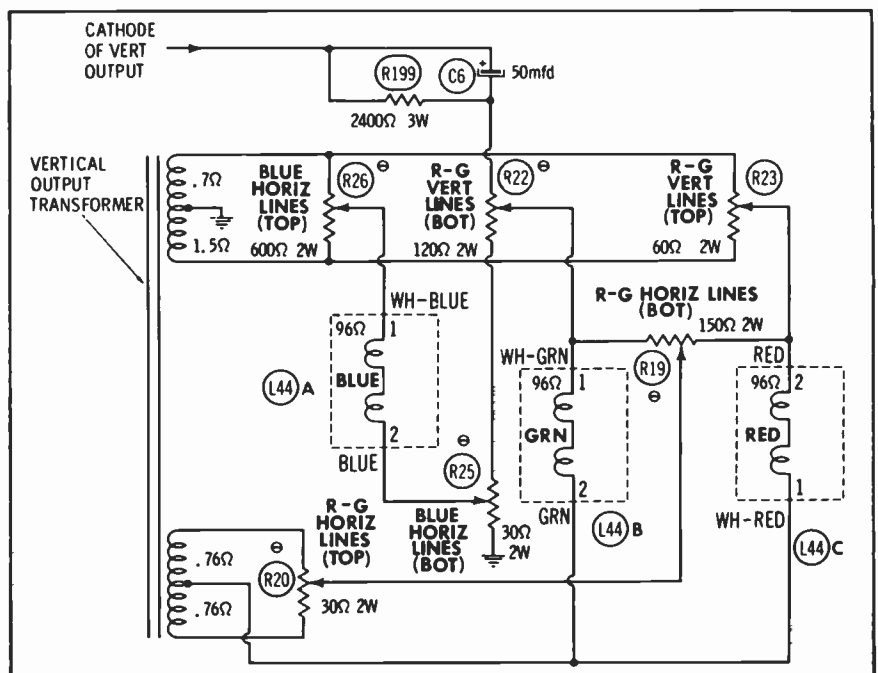 CATHODE
OF VERT
OUTPUT
R199
C6
+
50mfd
2400Ω 3W
VERTICAL
OUTPUT
TRANSFORMER
.7Ω
1.5Ω
BLUE
HORIZ
LINES
(TOP)
R26
600Ω 2W
R-G
VERT
LINES
(BOT)
R22
120Ω 2W
R-G
VERT
LINES
(TOP)
R23
60Ω 2W
R-G HORIZ LINES
(BOT)
150Ω 2W
R19
WH-BLUE
96Ω 1
BLUE
2
L44 A
BLUE
WH-GRN
96Ω 1
GRN
2
GRN
L44 B
RED
96Ω 2
RED
1
WH-RED
L44 C
R25
30Ω
2W
BLUE
HORIZ
LINES
(BOT)
R-G
HORIZ
LINES
(TOP)
R20
30Ω 2W
.76Ω
.76Ω